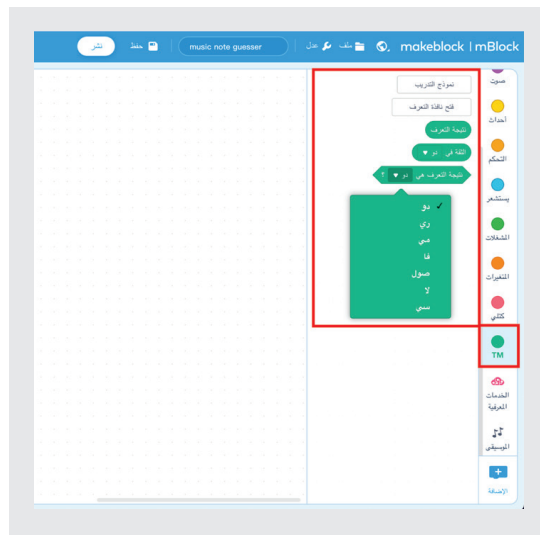 makeblock | mBlock
ملف
عدل
music note guesser
حفظ
نشر
صوت
أحداث
التحكم
يستشعر
المشغلات
المتغيرات
كتلي
TM
الخدمات
المعرفية
الموسيقى
الإضافة
نموذج التدريب
فتح نافذة التعرف
نتيجة التعرف
الثقة في دو
نتيجة التعرف هي دو ؟
دو
ري
مي
فا
صول
لا
سي